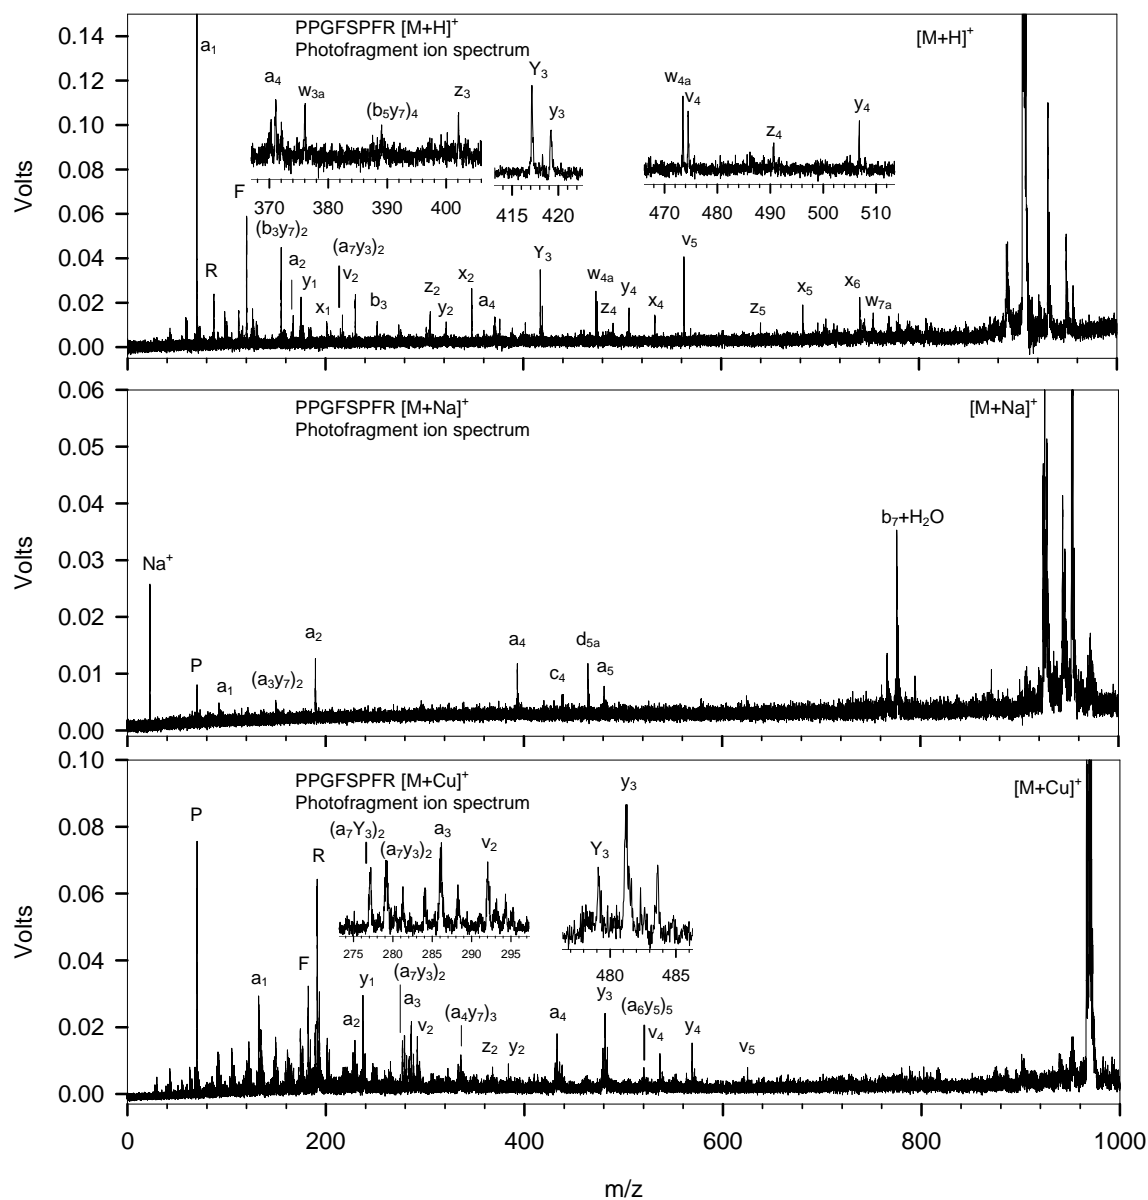 PPGFSPFR [M+H]+
Photofragment ion spectrum
[M+H]+
0.14
0.12
0.10
0.08
0.06
0.04
0.02
0.00
Volts
a1
R
F
(b3y7)2
a2
y1
x1
(a7y3)2
v2
b3
z2
y2
x2
a4
Y3
w4a
z4
y4
x4
v5
z5
x5
x6
w7a
a4
w3a
(b5y7)4
z3
370 380 390 400
Y3
y3
415 420
w4a
v4
z4
y4
470 480 490 500 510
PPGFSPFR [M+Na]+
Photofragment ion spectrum
[M+Na]+
0.06
0.05
0.04
0.03
0.02
0.01
0.00
Volts
Na+
P
a1
(a3y7)2
a2
a4
c4
d5a
a5
b7+H2O
PPGFSPFR [M+Cu]+
Photofragment ion spectrum
[M+Cu]+
0.10
0.08
0.06
0.04
0.02
0.00
Volts
P
a1
F
R
a2
y1
(a7y3)2
a3
v2
(a4y7)3
z2
y2
a4
y3
(a6y5)5
v4
y4
v5
(a7Y3)2
(a7y3)2
a3
v2
275 280 285 290 295
Y3
y3
480 485
0 200 400 600 800 1000
m/z